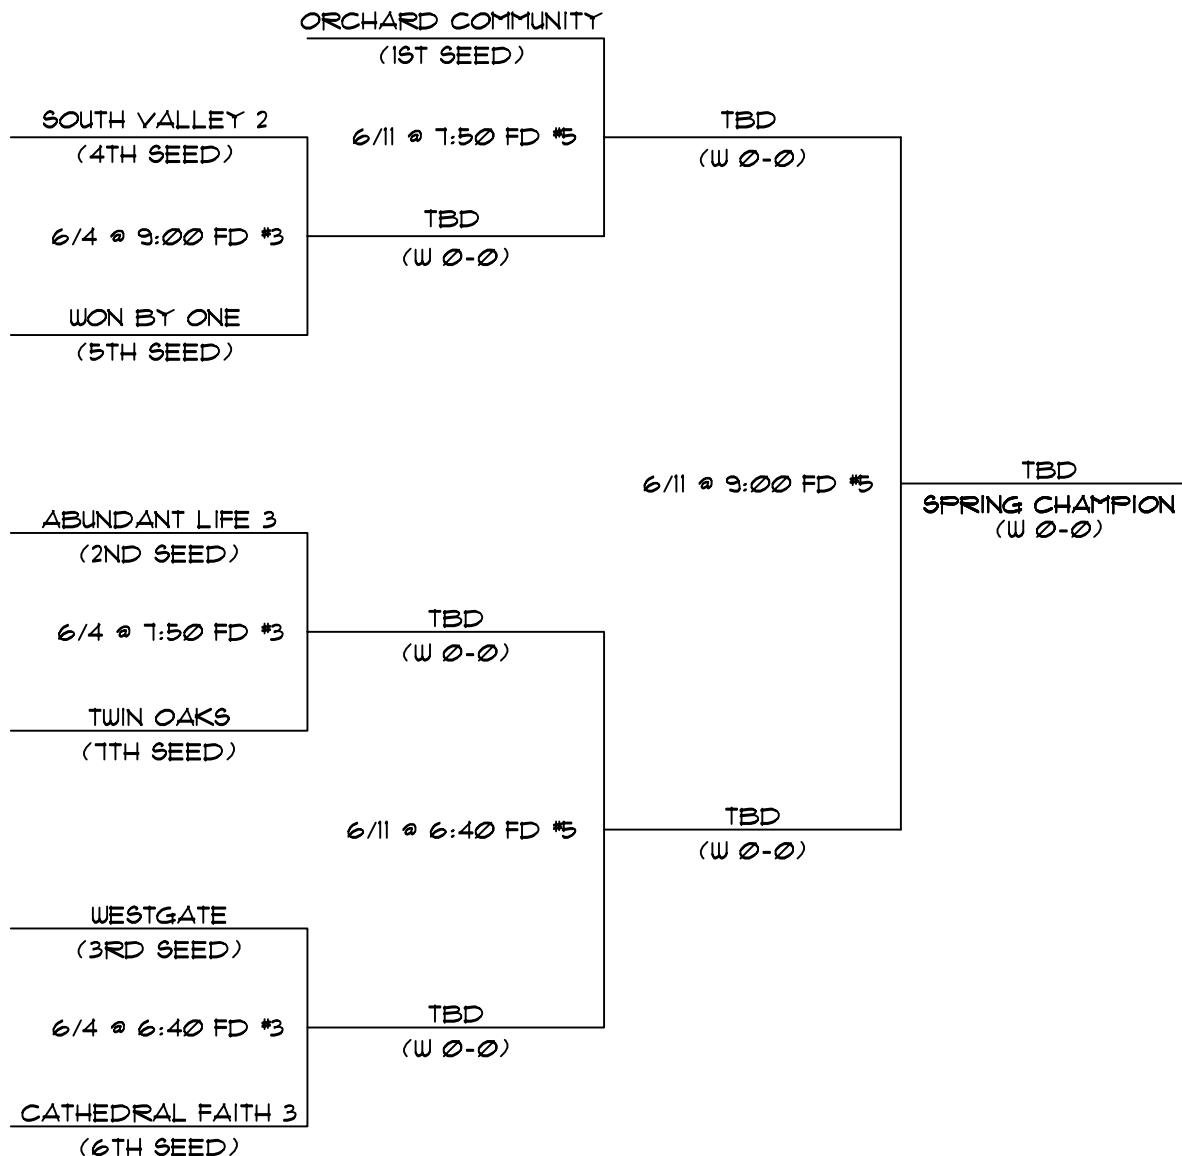 ORCHARD COMMUNITY
(1ST SEED)
SOUTH VALLEY 2
(4TH SEED)
6/11 @ 7:50 FD #5
TBD
(W 0-0)
6/4 @ 9:00 FD #3
TBD
(W 0-0)
WON BY ONE
(5TH SEED)
6/11 @ 9:00 FD #5
TBD
SPRING CHAMPION
(W 0-0)
ABUNDANT LIFE 3
(2ND SEED)
6/4 @ 7:50 FD #3
TBD
(W 0-0)
TWIN OAKS
(7TH SEED)
6/11 @ 6:40 FD #5
TBD
(W 0-0)
WESTGATE
(3RD SEED)
6/4 @ 6:40 FD #3
TBD
(W 0-0)
CATHEDRAL FAITH 3
(6TH SEED)